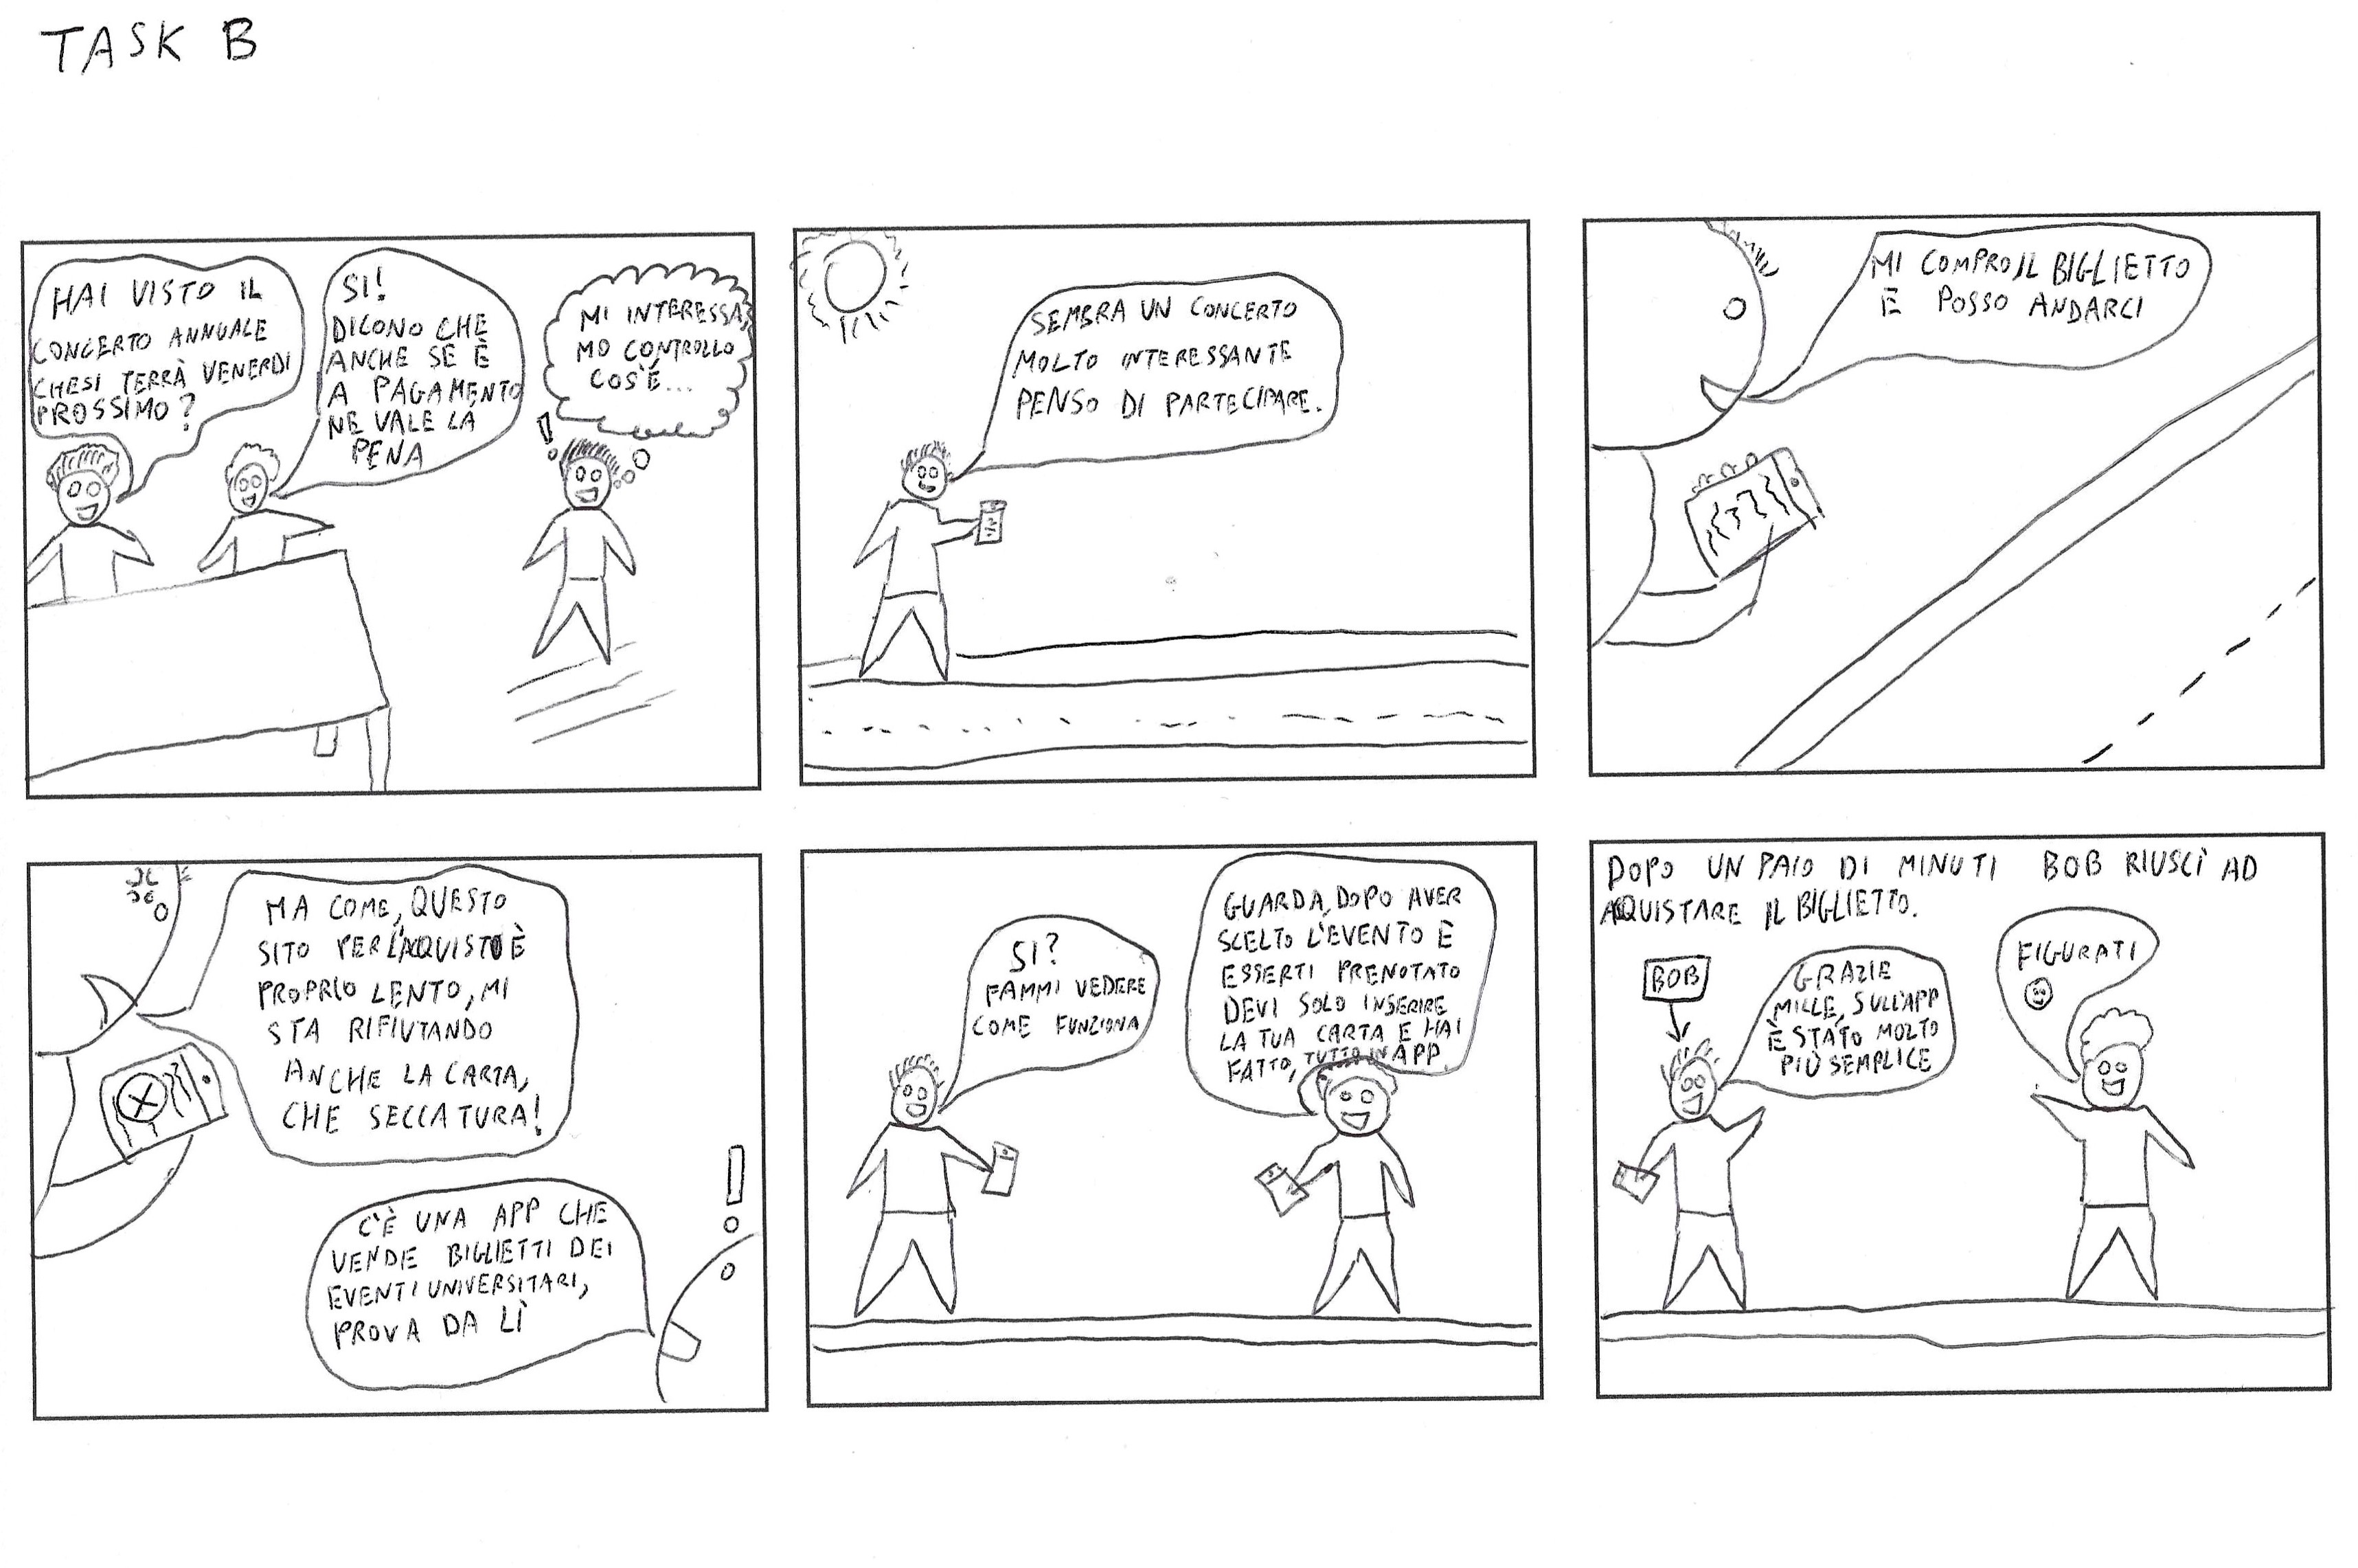 TASK B
HAI VISTO IL
CONCERTO ANNUALE
CHESI TERRÀ VENERDI
PROSSIMO?
SI!
DICONO CHE
ANCHE SE È
A PAGAMENTO
NE VALE LA
PENA
MI INTERESSA,
MO CONTROLLO
COS'È...
SEMBRA UN CONCERTO
MOLTO INTERESSANTE
PENSO DI PARTECIPARE.
MI COMPRO IL BIGLIETTO
E POSSO ANDARCI
MA COME, QUESTO
SITO PER L'AQUISTO È
PROPRIO LENTO, MI
STA RIFIUTANDO
ANCHE LA CARTA,
CHE SECCATURA!
C'È UNA APP CHE
VENDE BIGLIETTI DEI
EVENTI UNIVERSITARI,
PROVA DA LÌ
SI?
FAMMI VEDERE
COME FUNZIONA
GUARDA, DOPO AVER
SCELTO L'EVENTO E
ESSERTI PRENOTATO
DEVI SOLO INSERIRE
LA TUA CARTA E HAI
FATTO, TUTTO IN APP
DOPO UN PAIO DI MINUTI BOB RIUSCÌ AD
AQUISTARE IL BIGLIETTO.
BOB
GRAZIE
MILLE, SULL'APP
È STATO MOLTO
PIÙ SEMPLICE
FIGURATI